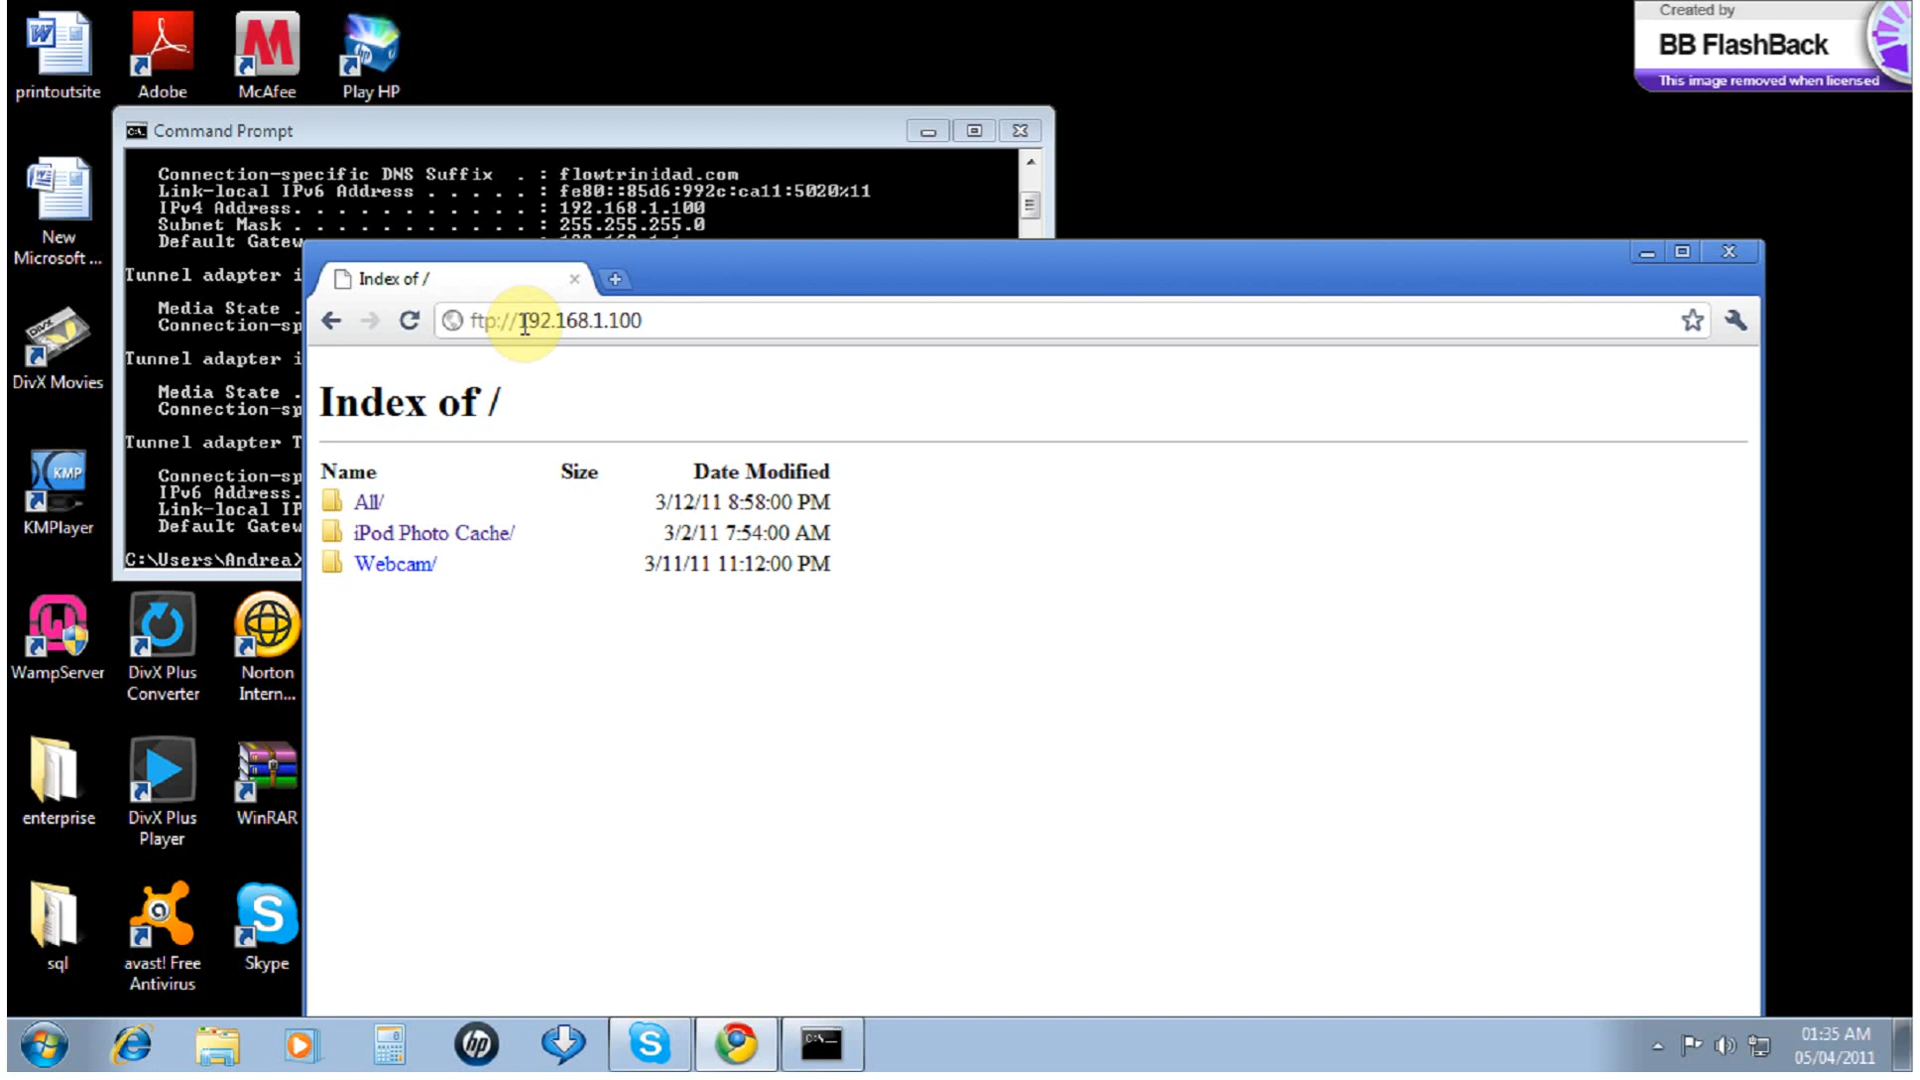 printoutsite
Adobe
McAfee
Play HP
Created by
BB FlashBack
This image removed when licensed
Command Prompt
Connection-specific DNS Suffix . : flowtrinidad.com
Link-local IPv6 Address . . . . . : fe80::85d6:992c:ca11:5020%11
IPv4 Address. . . . . . . . . . . : 192.168.1.100
Subnet Mask . . . . . . . . . . . : 255.255.255.0
Default Gatew
Tunnel adapter i
Media State .
Connection-sp
Tunnel adapter i
Media State .
Connection-sp
Tunnel adapter T
Connection-sp
IPv6 Address.
Link-local IP
Default Gatew
C:\Users\Andrea>
Index of /
ftp://192.168.1.100
Index of /
Name Size Date Modified
All/ 3/12/11 8:58:00 PM
iPod Photo Cache/ 3/2/11 7:54:00 AM
Webcam/ 3/11/11 11:12:00 PM
New
Microsoft ...
DivX Movies
KMP
KMPlayer
WampServer
DivX Plus
Converter
Norton
Intern...
enterprise
DivX Plus
Player
WinRAR
sql
avast! Free
Antivirus
Skype
hp
01:35 AM
05/04/2011